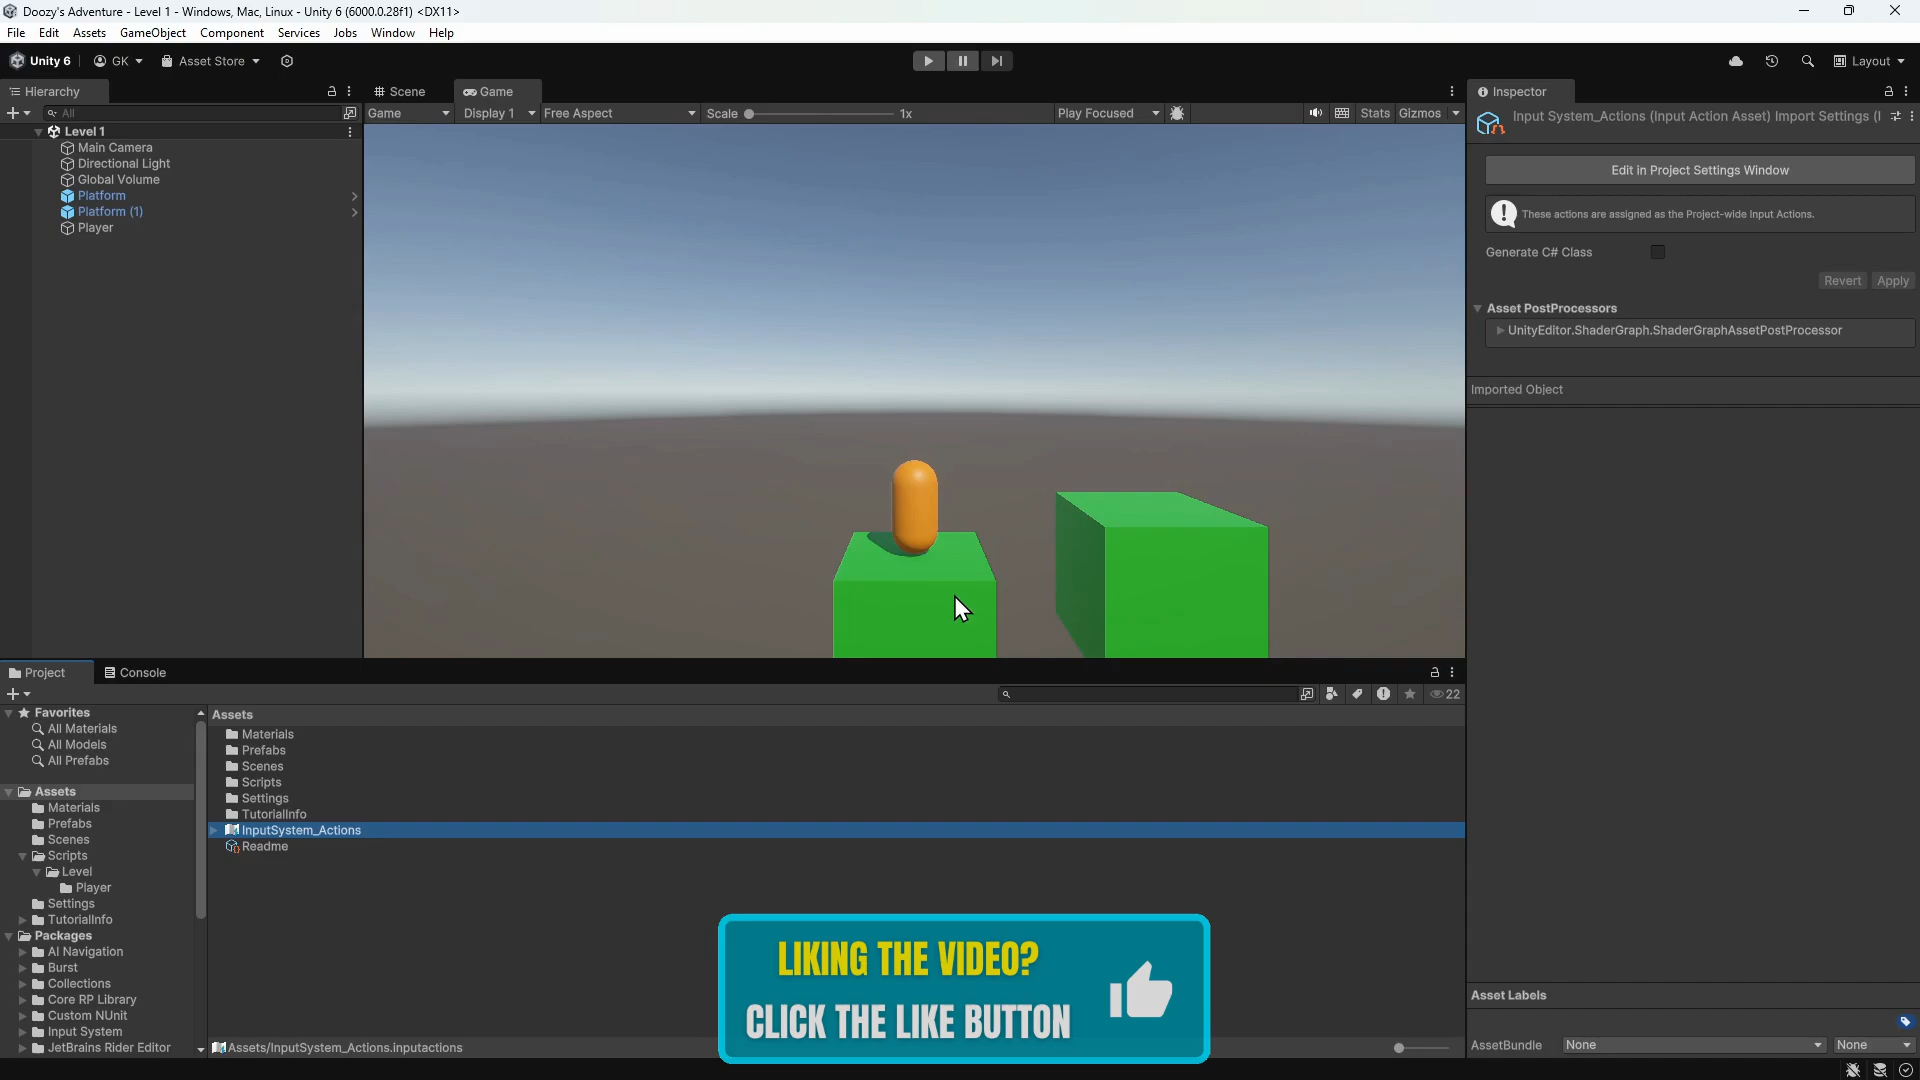 Doozy's Adventure - Level 1 - Windows, Mac, Linux - Unity 6 (6000.0.28f1) <DX11>
File Edit Assets GameObject Component Services Jobs Window Help
Unity 6 GK Asset Store Layout
Hierarchy
All
Level 1
Main Camera
Directional Light
Global Volume
Platform
Platform (1)
Player
Scene Game
Game Display 1 Free Aspect Scale 1x Play Focused Stats Gizmos
Inspector
Input System_Actions (Input Action Asset) Import Settings (I
Edit in Project Settings Window
These actions are assigned as the Project-wide Input Actions.
Generate C# Class
Revert Apply
Asset PostProcessors
UnityEditor.ShaderGraph.ShaderGraphAssetPostProcessor
Imported Object
Project Console
22
Favorites
All Materials
All Models
All Prefabs
Assets
Materials
Prefabs
Scenes
Scripts
Level
Player
Settings
TutorialInfo
Packages
AI Navigation
Burst
Collections
Core RP Library
Custom NUnit
Input System
JetBrains Rider Editor
Assets
Materials
Prefabs
Scenes
Scripts
Settings
TutorialInfo
InputSystem_Actions
Readme
Assets/InputSystem_Actions.inputactions
LIKING THE VIDEO?
CLICK THE LIKE BUTTON
Asset Labels
AssetBundle None None